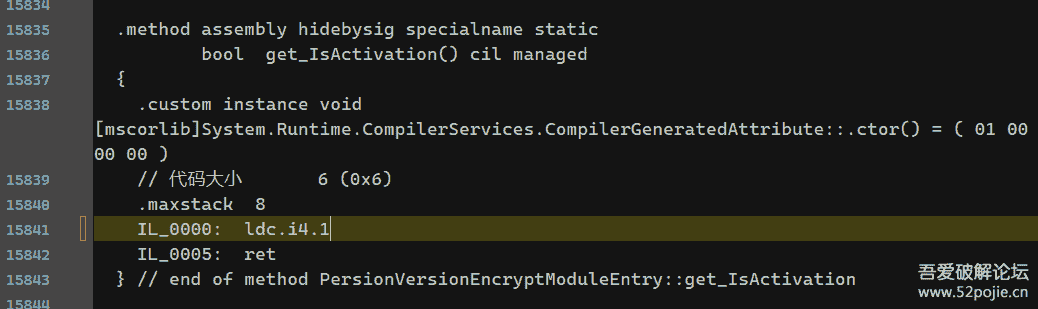 15834
15835 .method assembly hidebysig specialname static
15836 bool  get_IsActivation() cil managed
15837 {
15838 .custom instance void
[mscorlib]System.Runtime.CompilerServices.CompilerGeneratedAttribute::.ctor() = ( 01 00
00 00 )
15839 // 代码大小       6 (0x6)
15840 .maxstack  8
15841 IL_0000:  ldc.i4.1
15842 IL_0005:  ret
15843 } // end of method PersionVersionEncryptModuleEntry::get_IsActivation
15844
吾爱破解论坛
www.52pojie.cn